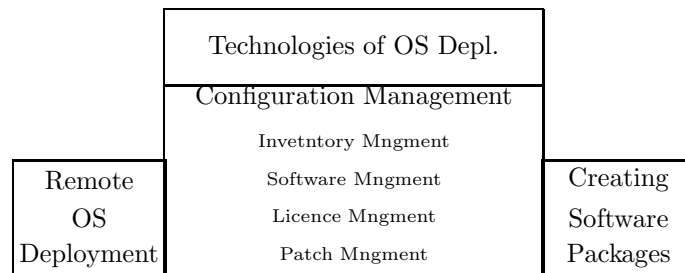 Technologies of OS Depl.
Configuration Management
Invetntory Mngment
Software Mngment
Licence Mngment
Patch Mngment
Remote
OS
Deployment
Creating
Software
Packages